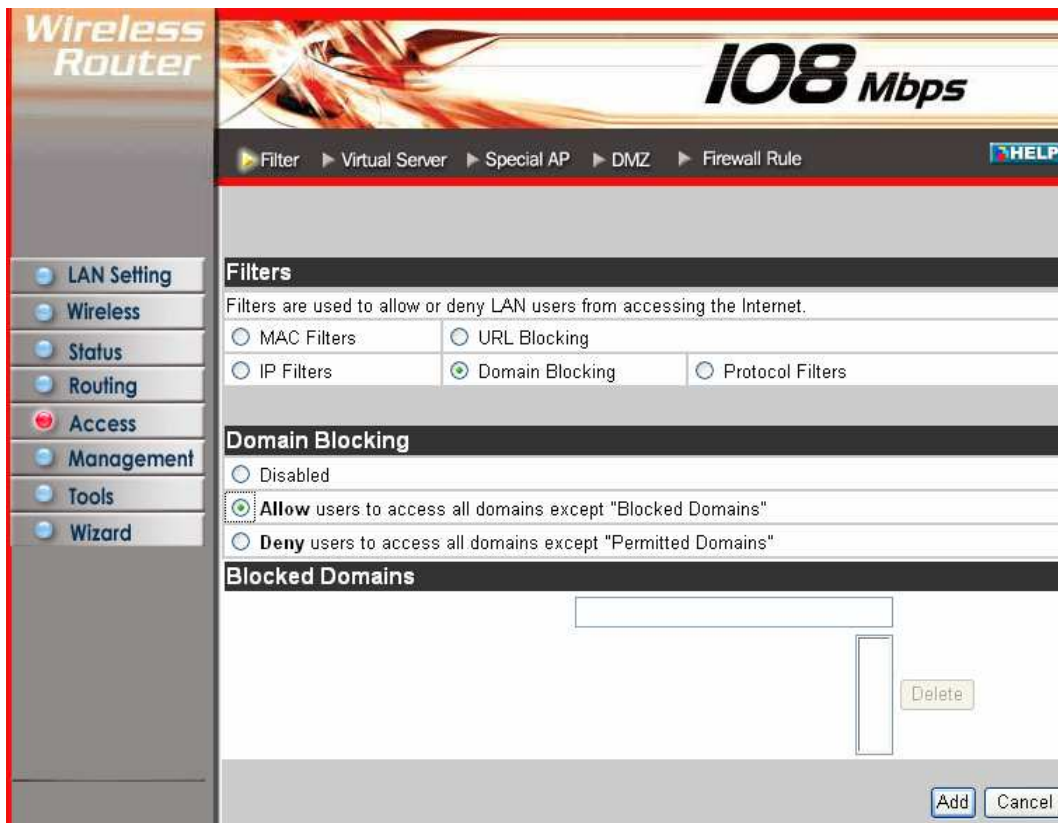 Wireless
Router
108 Mbps
Filter Virtual Server Special AP DMZ Firewall Rule HELP
LAN Setting
Wireless
Status
Routing
Access
Management
Tools
Wizard
Filters
Filters are used to allow or deny LAN users from accessing the Internet.
MAC Filters URL Blocking
IP Filters Domain Blocking Protocol Filters
Domain Blocking
Disabled
Allow users to access all domains except "Blocked Domains"
Deny users to access all domains except "Permitted Domains"
Blocked Domains
Delete
Add Cancel